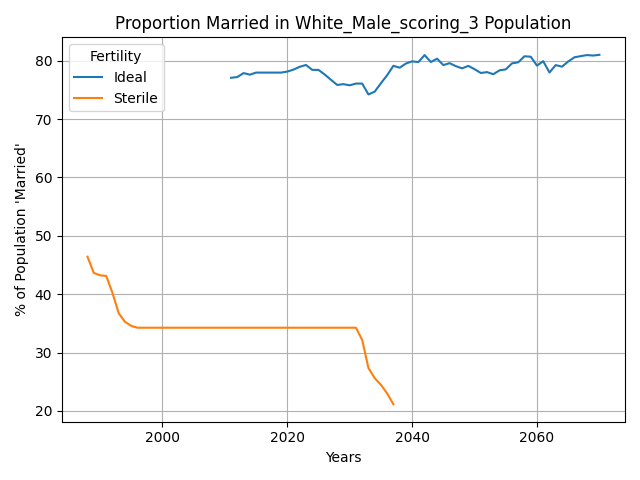 Proportion Married in White_Male_scoring_3 Population
Fertility
Ideal
Sterile
% of Population 'Married'
80
70
60
50
40
30
20
2000
2020
2040
2060
Years